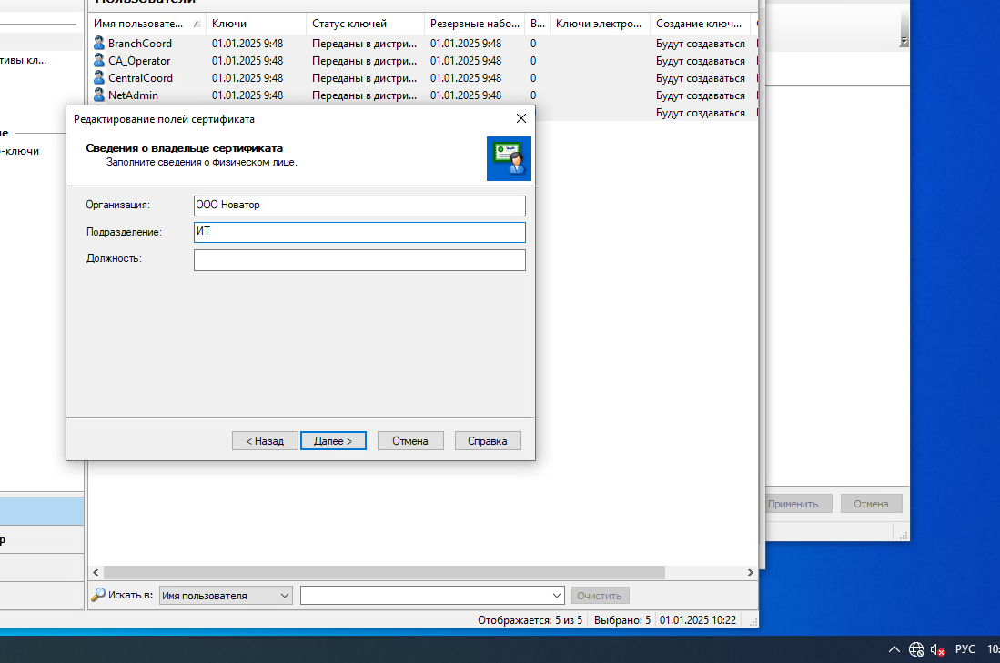 Пользователи
Имя пользовате... Ключи Статус ключей Резервные набо... В... Ключи электро... Создание ключ...
BranchCoord 01.01.2025 9:48 Переданы в дистри... 01.01.2025 9:48 0 Будут создаваться
CA_Operator 01.01.2025 9:48 Переданы в дистри... 01.01.2025 9:48 0 Будут создаваться
CentralCoord 01.01.2025 9:48 Переданы в дистри... 01.01.2025 9:48 0 Будут создаваться
NetAdmin 01.01.2025 9:48 Переданы в дистри... 01.01.2025 9:48 0 Будут создаваться
Будут создаваться
тивы кл...
ие
-ключи
Редактирование полей сертификата
Сведения о владельце сертификата
Заполните сведения о физическом лице.
Организация: ООО Новатор
Подразделение: ИТ
Должность:
< Назад Далее > Отмена Справка
Применить Отмена
р
Искать в: Имя пользователя Очистить
Отображается: 5 из 5 Выбрано: 5 01.01.2025 10:22
РУС 10: